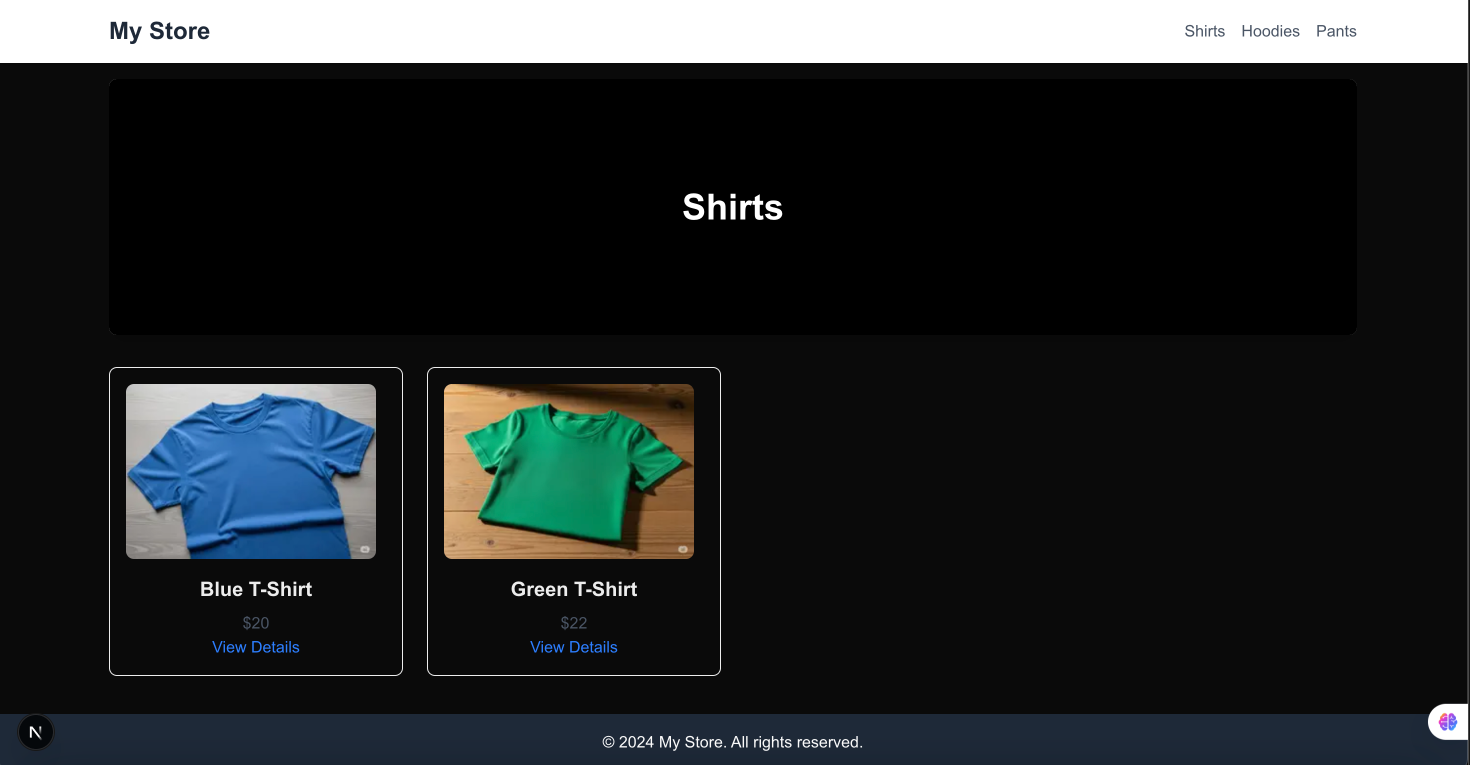 My Store
Shirts Hoodies Pants
Shirts
Blue T-Shirt
$20
View Details
Green T-Shirt
$22
View Details
N
© 2024 My Store. All rights reserved.